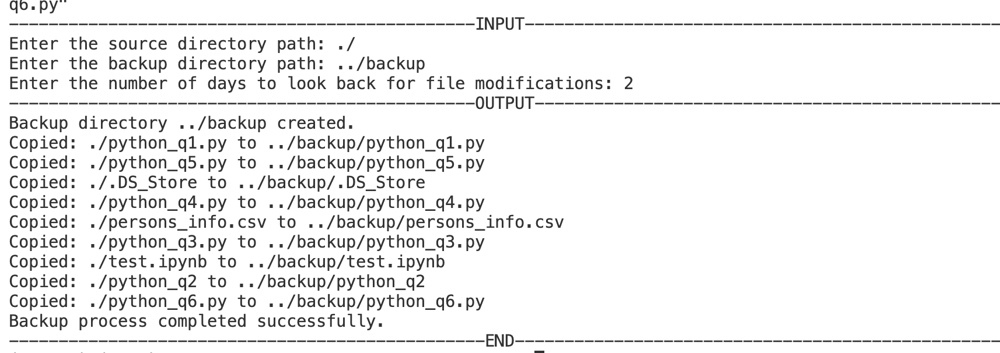 q6.py"
------------------------------------------------INPUT------------------------------------------------
Enter the source directory path: ./
Enter the backup directory path: ../backup
Enter the number of days to look back for file modifications: 2
------------------------------------------------OUTPUT-----------------------------------------------
Backup directory ../backup created.
Copied: ./python_q1.py to ../backup/python_q1.py
Copied: ./python_q5.py to ../backup/python_q5.py
Copied: ./.DS_Store to ../backup/.DS_Store
Copied: ./python_q4.py to ../backup/python_q4.py
Copied: ./persons_info.csv to ../backup/persons_info.csv
Copied: ./python_q3.py to ../backup/python_q3.py
Copied: ./test.ipynb to ../backup/test.ipynb
Copied: ./python_q2 to ../backup/python_q2
Copied: ./python_q6.py to ../backup/python_q6.py
Backup process completed successfully.
-------------------------------------------------END-------------------------------------------------